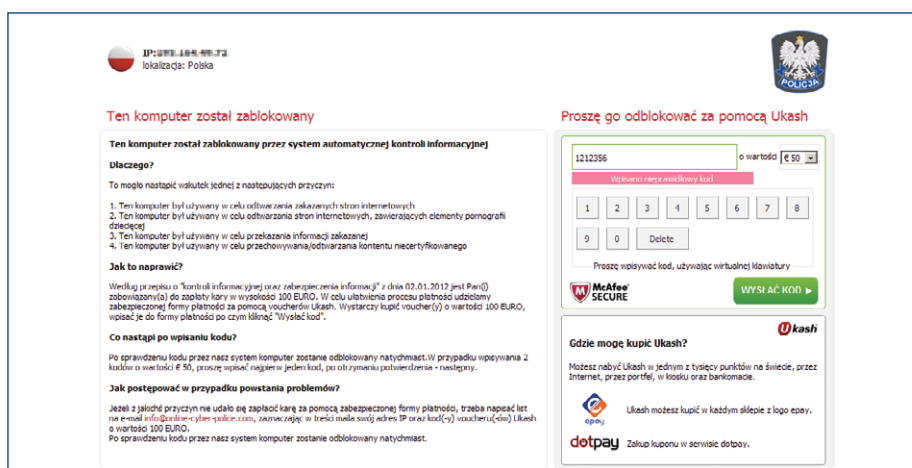 IP:
lokalizacja: Polska
POLICJA
Ten komputer został zablokowany
Proszę go odblokować za pomocą Ukash
Ten komputer został zablokowany przez system automatycznej kontroli informacyjnej
Dlaczego?
To mogło nastąpić wskutek jednej z następujących przyczyn:
1. Ten komputer był używany w celu odtwarzania zakazanych stron internetowych
2. Ten komputer był używany w celu odtwarzania stron internetowych, zawierających elementy pornografii
dziecięcej
3. Ten komputer był używany w celu przekazania informacji zakazanej
4. Ten komputer był używany w celu przechowywania/odtwarzania kontentu niecertyfikowanego
Jak to naprawić?
Według przepisu o "kontroli informacyjnej oraz zabezpieczenia informacji" z dnia 02.01.2012 jest Pan(i)
zobowiązany(a) do zapłaty kary w wysokości 100 EURO. W celu ułatwienia procesu płatności udzielamy
zabezpieczonej formy płatności za pomocą voucherów Ukash. Wystarczy kupić voucher(y) o wartości 100 EURO,
wpisać je do formy płatności po czym kliknąć "Wysłać kod".
Co nastąpi po wpisaniu kodu?
Po sprawdzeniu kodu przez nasz system komputer zostanie odblokowany natychmiast.W przypadku wpisywania 2
kodów o wartości € 50, proszę wpisać najpierw jeden kod, po otrzymaniu potwierdzenia - następny.
Jak postępować w przypadku powstania problemów?
Jeżeli z jakichś przyczyn nie udało się zapłacić karę za pomocą zabezpieczonej formy płatności, trzeba napisać list
na e-mail info@online-cyber-police.com, zaznaczając w treści maila swój adres IP oraz kod(-y) voucheru(-ów) Ukash
o wartości 100 EURO.
Po sprawdzeniu kodu przez nasz system komputer zostanie odblokowany natychmiast.
1212356 o wartości € 50
Wpisano nieprawidłowy kod
1 2 3 4 5 6 7 8
9 0 Delete
Proszę wpisywać kod, używając wirtualnej klawiatury
McAfee SECURE
WYSŁAĆ KOD
Ukash
Gdzie mogę kupić Ukash?
Możesz nabyć Ukash w jednym z tysięcy punktów na świecie, przez
Internet, przez portfel, w kiosku oraz bankomacie.
epay
Ukash możesz kupić w każdym sklepie z logo epay.
dotpay Zakup kuponu w serwisie dotpay.